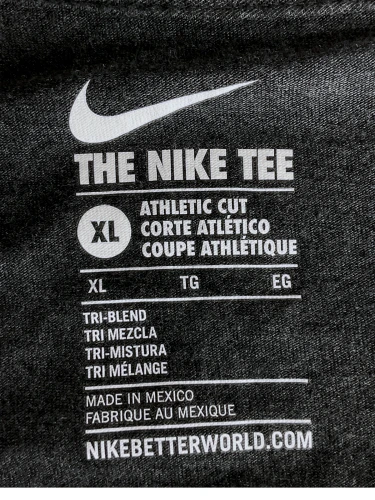 THE NIKE TEE
XL
ATHLETIC CUT
CORTE ATLÉTICO
COUPE ATHLÉTIQUE
XL TG EG
TRI-BLEND
TRI MEZCLA
TRI-MISTURA
TRI MÉLANGE
MADE IN MEXICO
FABRIQUE AU MEXIQUE
NIKEBETTERWORLD.COM